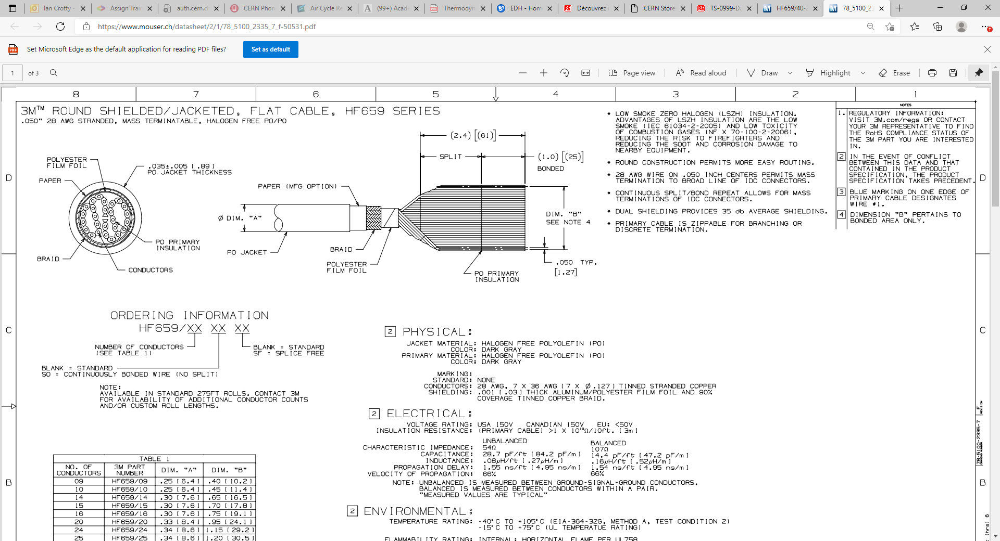 Ian Crotty -
Assign Trair
auth.cern.c
CERN Phon
Air Cycle Re
(99+) Acade
Thermodyn
EDH - Home
Découvrez
CERN Store
TS-0999-D.
HF659/40-2
78_5100_23
https://www.mouser.ch/datasheet/2/1/78_5100_2335_7_f-50531.pdf
Set Microsoft Edge as the default application for reading PDF files?
Set as default
1 of 3
Page view
Read aloud
Draw
Highlight
Erase
8 7 6 5 4 3 2 1
3M™ ROUND SHIELDED/JACKETED, FLAT CABLE, HF659 SERIES
.050" 28 AWG STRANDED, MASS TERMINATABLE, HALOGEN FREE PO/PO
POLYESTER
FILM FOIL
PAPER
.035±.005 [.89]
PO JACKET THICKNESS
PO PRIMARY
INSULATION
BRAID
CONDUCTORS
(2.4) [(61)]
SPLIT
(1.0) [(25)]
BONDED
PAPER (MFG OPTION)
Ø DIM. "A"
DIM. "B"
SEE NOTE 4
PO JACKET
BRAID
POLYESTER
FILM FOIL
PO PRIMARY
INSULATION
.050 TYP.
[1.27]
* LOW SMOKE ZERO HALOGEN (LSZH) INSULATION.
ADVANTAGES OF LSZH INSULATION ARE THE LOW
SMOKE (IEC 61034-2-2005) AND LOW TOXICITY
OF COMBUSTION GASES (NF X 70-100-2-2006),
REDUCING THE RISK TO FIREFIGHTERS AND
REDUCING THE SOOT AND CORROSION DAMAGE TO
NEARBY EQUIPMENT.
* ROUND CONSTRUCTION PERMITS MORE EASY ROUTING.
* 28 AWG WIRE ON .050 INCH CENTERS PERMITS MASS
TERMINATION TO BROAD LINE OF IDC CONNECTORS.
* CONTINUOUS SPLIT/BOND REPEAT ALLOWS FOR MASS
TERMINATIONS OF IDC CONNECTORS.
* DUAL SHIELDING PROVIDES 35 db AVERAGE SHIELDING.
* PRIMARY CABLE IS ZIPPABLE FOR BRANCHING OR
DISCRETE TERMINATION.
NOTES
1. REGULATORY INFORMATION:
VISIT 3M.com/regs OR CONTACT
YOUR 3M REPRESENTATIVE TO FIND
THE RoHS COMPLIANCE STATUS OF
THE 3M PART YOU ARE INTERESTED
IN.
2 IN THE EVENT OF CONFLICT
BETWEEN THIS DATA AND THAT
CONTAINED IN THE PRODUCT
SPECIFICATION, THE PRODUCT
SPECIFICATION TAKES PRECEDENT.
3 BLUE MARKING ON ONE EDGE OF
PRIMARY CABLE DESIGNATES
WIRE #1.
4 DIMENSION "B" PERTAINS TO
BONDED AREA ONLY.
D
D
C
C
B
B
ORDERING INFORMATION
HF659/XX XX XX
NUMBER OF CONDUCTORS
(SEE TABLE 1)
BLANK = STANDARD
SF = SPLICE FREE
BLANK = STANDARD
SO = CONTINUOUSLY BONDED WIRE (NO SPLIT)
NOTE:
AVAILABLE IN STANDARD 275FT ROLLS. CONTACT 3M
FOR AVAILABILITY OF ADDITIONAL CONDUCTOR COUNTS
AND/OR CUSTOM ROLL LENGTHS.
2 PHYSICAL:
JACKET MATERIAL: HALOGEN FREE POLYOLEFIN (PO)
COLOR: DARK GRAY
PRIMARY MATERIAL: HALOGEN FREE POLYOLEFIN (PO)
COLOR: DARK GRAY
MARKING:
STANDARD: NONE
CONDUCTORS: 28 AWG, 7 X 36 AWG [7 X Ø.127] TINNED STRANDED COPPER
SHIELDING: .001 [.03] THICK ALUMINUM/POLYESTER FILM FOIL AND 90%
COVERAGE TINNED COPPER BRAID.
2 ELECTRICAL:
VOLTAGE RATING: USA 150V CANADIAN 150V EU: <50V
INSULATION RESISTANCE: (PRIMARY CABLE) >1 X 10¹⁰Ω/10ft. [3m]
UNBALANCED BALANCED
CHARACTERISTIC IMPEDANCE: 54Ω 107Ω
CAPACITANCE: 28.7 pF/ft [84.2 pF/m] 14.4 pF/ft [47.2 pF/m]
INDUCTANCE: .08µH/ft [.27µH/m] .16µH/ft [.52µH/m]
PROPAGATION DELAY: 1.55 ns/ft [4.95 ns/m] 1.54 ns/ft [4.95 ns/m]
VELOCITY OF PROPAGATION: 66% 66%
NOTE: UNBALANCED IS MEASURED BETWEEN GROUND-SIGNAL-GROUND CONDUCTORS.
BALANCED IS MEASURED BETWEEN CONDUCTORS WITHIN A PAIR.
"MEASURED VALUES ARE TYPICAL"
2 ENVIRONMENTAL:
TEMPERATURE RATING: -40°C TO +105°C (EIA-364-32G, METHOD A, TEST CONDITION 2)
-15°C TO +75°C (UL TEMPERATUE RATING)
FLAMMABILITY RATING: INTERNAL: HORIZONTAL FLAME PER UL758
TABLE 1
NO. OF CONDUCTORS 3M PART NUMBER DIM. "A" DIM. "B"
09 HF659/09 .25 [6.4] .40 [10.2]
10 HF659/10 .25 [6.4] .45 [11.4]
14 HF659/14 .30 [7.6] .65 [16.5]
15 HF659/15 .30 [7.6] .70 [17.8]
16 HF659/16 .30 [7.6] .75 [19.1]
20 HF659/20 .33 [8.4] .95 [24.1]
24 HF659/24 .34 [8.6] 1.15 [29.2]
25 HF659/25 .34 [8.6] 1.20 [30.5]
78-5100-2335-7
F
REVISION
(hrs) 6